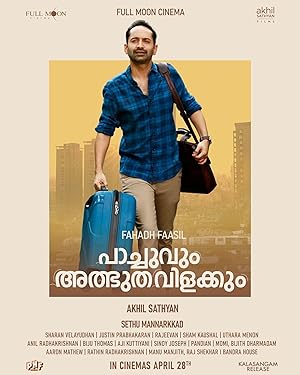 FULL MOON
CINEMA
FULL MOON CINEMA
akhil
SATHYAN
FILMS
FAHADH FAASIL
പാച്ചുവും
അത്ഭുതവിളക്കും
AKHIL SATHYAN
SETHU MANNARKKAD
SHARAN VELAYUDHAN | JUSTIN PRABHAKARAN | RAJEEVAN | SHAM KAUSHAL | UTHARA MENON
ANIL RADHAKRISHNAN | BIJU THOMAS | AJI KUTTIYANI | SINOY JOSEPH | PANDIAN | MOMI, BIJITH DHARMADAM
AARON MATHEW | RATHIN RADHAKRISHNAN | MANU MANJITH, RAJ SHEKHAR | BANDRA HOUSE
IN CINEMAS APRIL 28TH
KALASANGAM
RELEASE